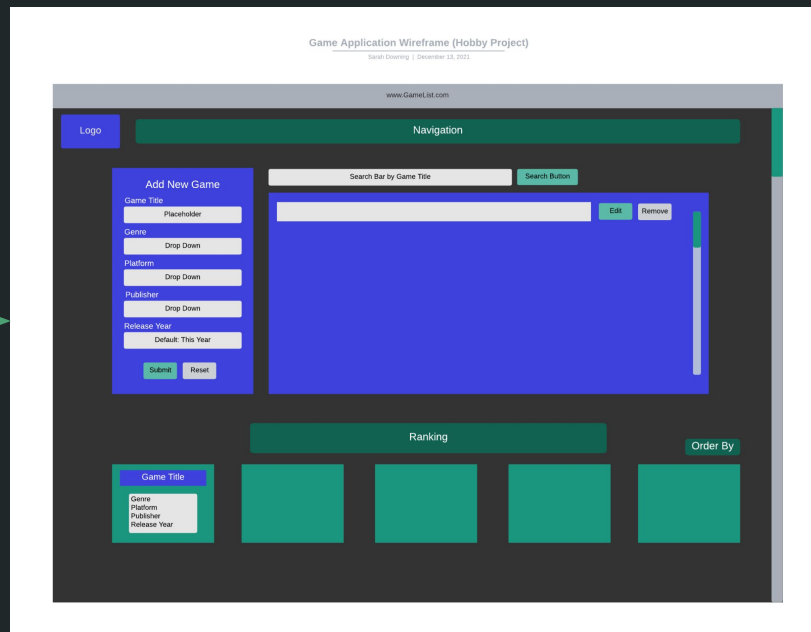 Game Application Wireframe (Hobby Project)
Sarah Downing | December 13, 2021
www.GameList.com
Logo
Navigation
Add New Game
Game Title
Placeholder
Genre
Drop Down
Platform
Drop Down
Publisher
Drop Down
Release Year
Default: This Year
Submit
Reset
Search Bar by Game Title
Search Button
Edit
Remove
Ranking
Order By
Game Title
Genre
Platform
Publisher
Release Year